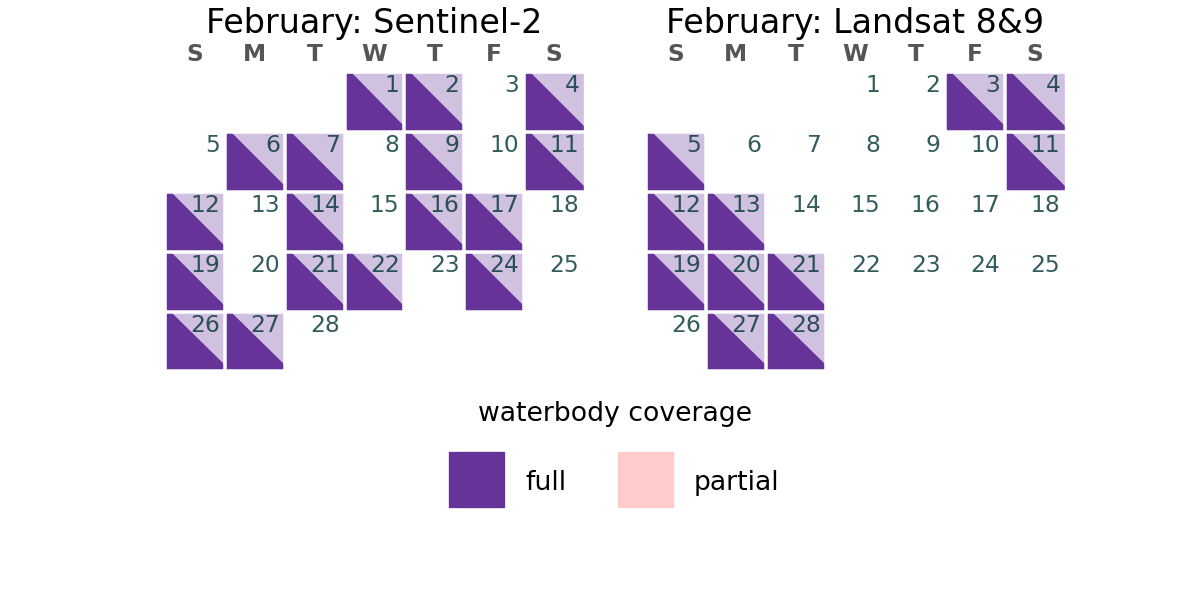 February: Sentinel-2
S M T W T F S
1 2 3 4
5 6 7 8 9 10 11
12 13 14 15 16 17 18
19 20 21 22 23 24 25
26 27 28
February: Landsat 8&9
S M T W T F S
1 2 3 4
5 6 7 8 9 10 11
12 13 14 15 16 17 18
19 20 21 22 23 24 25
26 27 28
waterbody coverage
full partial